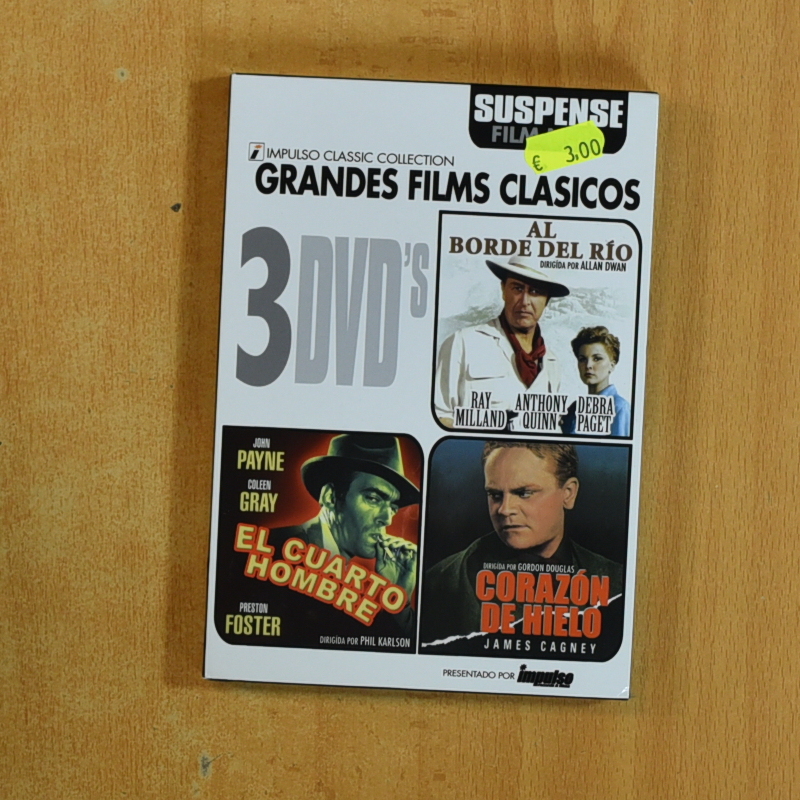 SUSPENSE
FILM
€ 3,00
i IMPULSO CLASSIC COLLECTION
GRANDES FILMS CLASICOS
3 DVD'S
AL
BORDE DEL RÍO
DIRIGIDA POR ALLAN DWAN
RAY MILLAND
ANTHONY QUINN
DEBRA PAGET
JOHN
PAYNE
COLEEN
GRAY
EL CUARTO
HOMBRE
PRESTON
FOSTER
DIRIGIDA POR PHIL KARLSON
DIRIGIDA POR GORDON DOUGLAS
CORAZÓN
DE HIELO
JAMES CAGNEY
PRESENTADO POR impulso